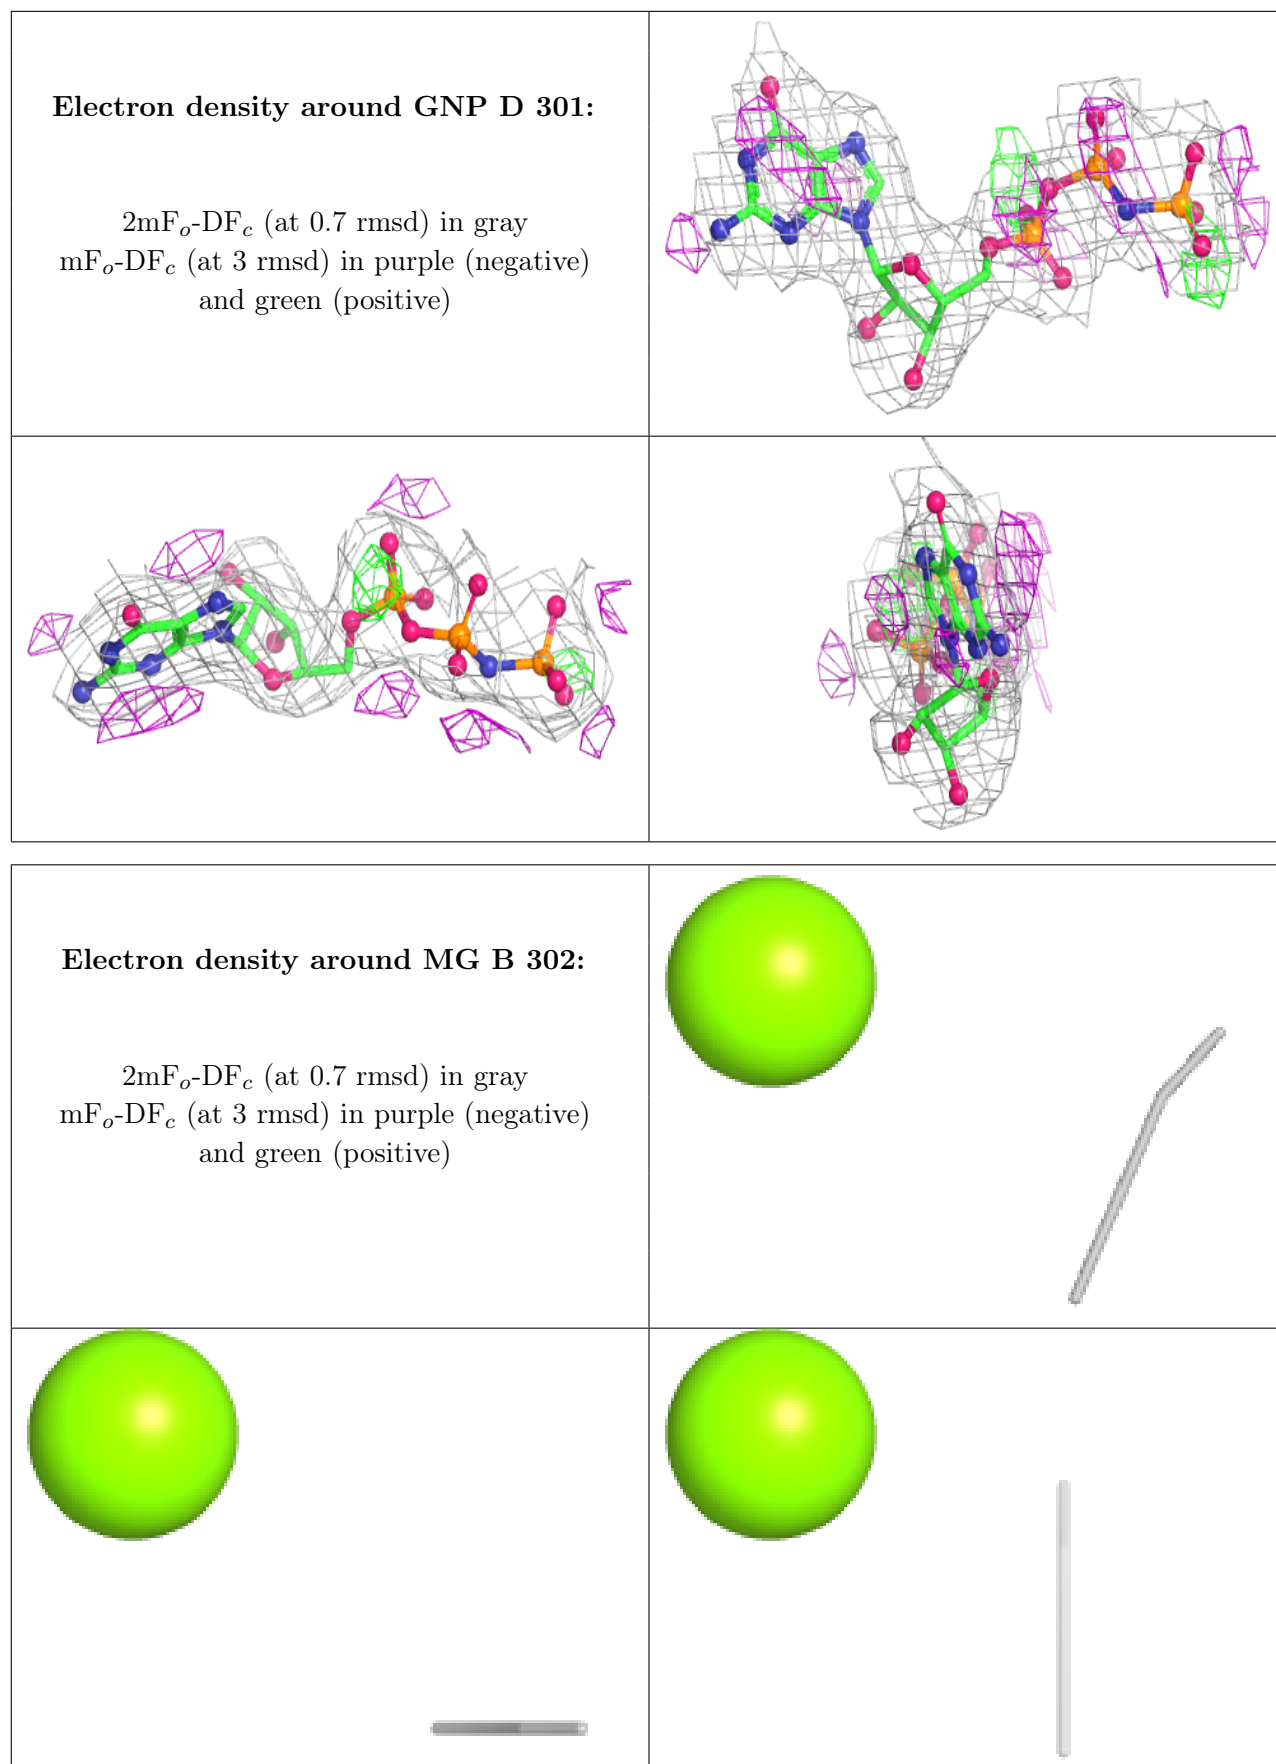 Electron density around GNP D 301:
2mFo-DFc (at 0.7 rmsd) in gray
mFo-DFc (at 3 rmsd) in purple (negative)
and green (positive)
Electron density around MG B 302:
2mFo-DFc (at 0.7 rmsd) in gray
mFo-DFc (at 3 rmsd) in purple (negative)
and green (positive)